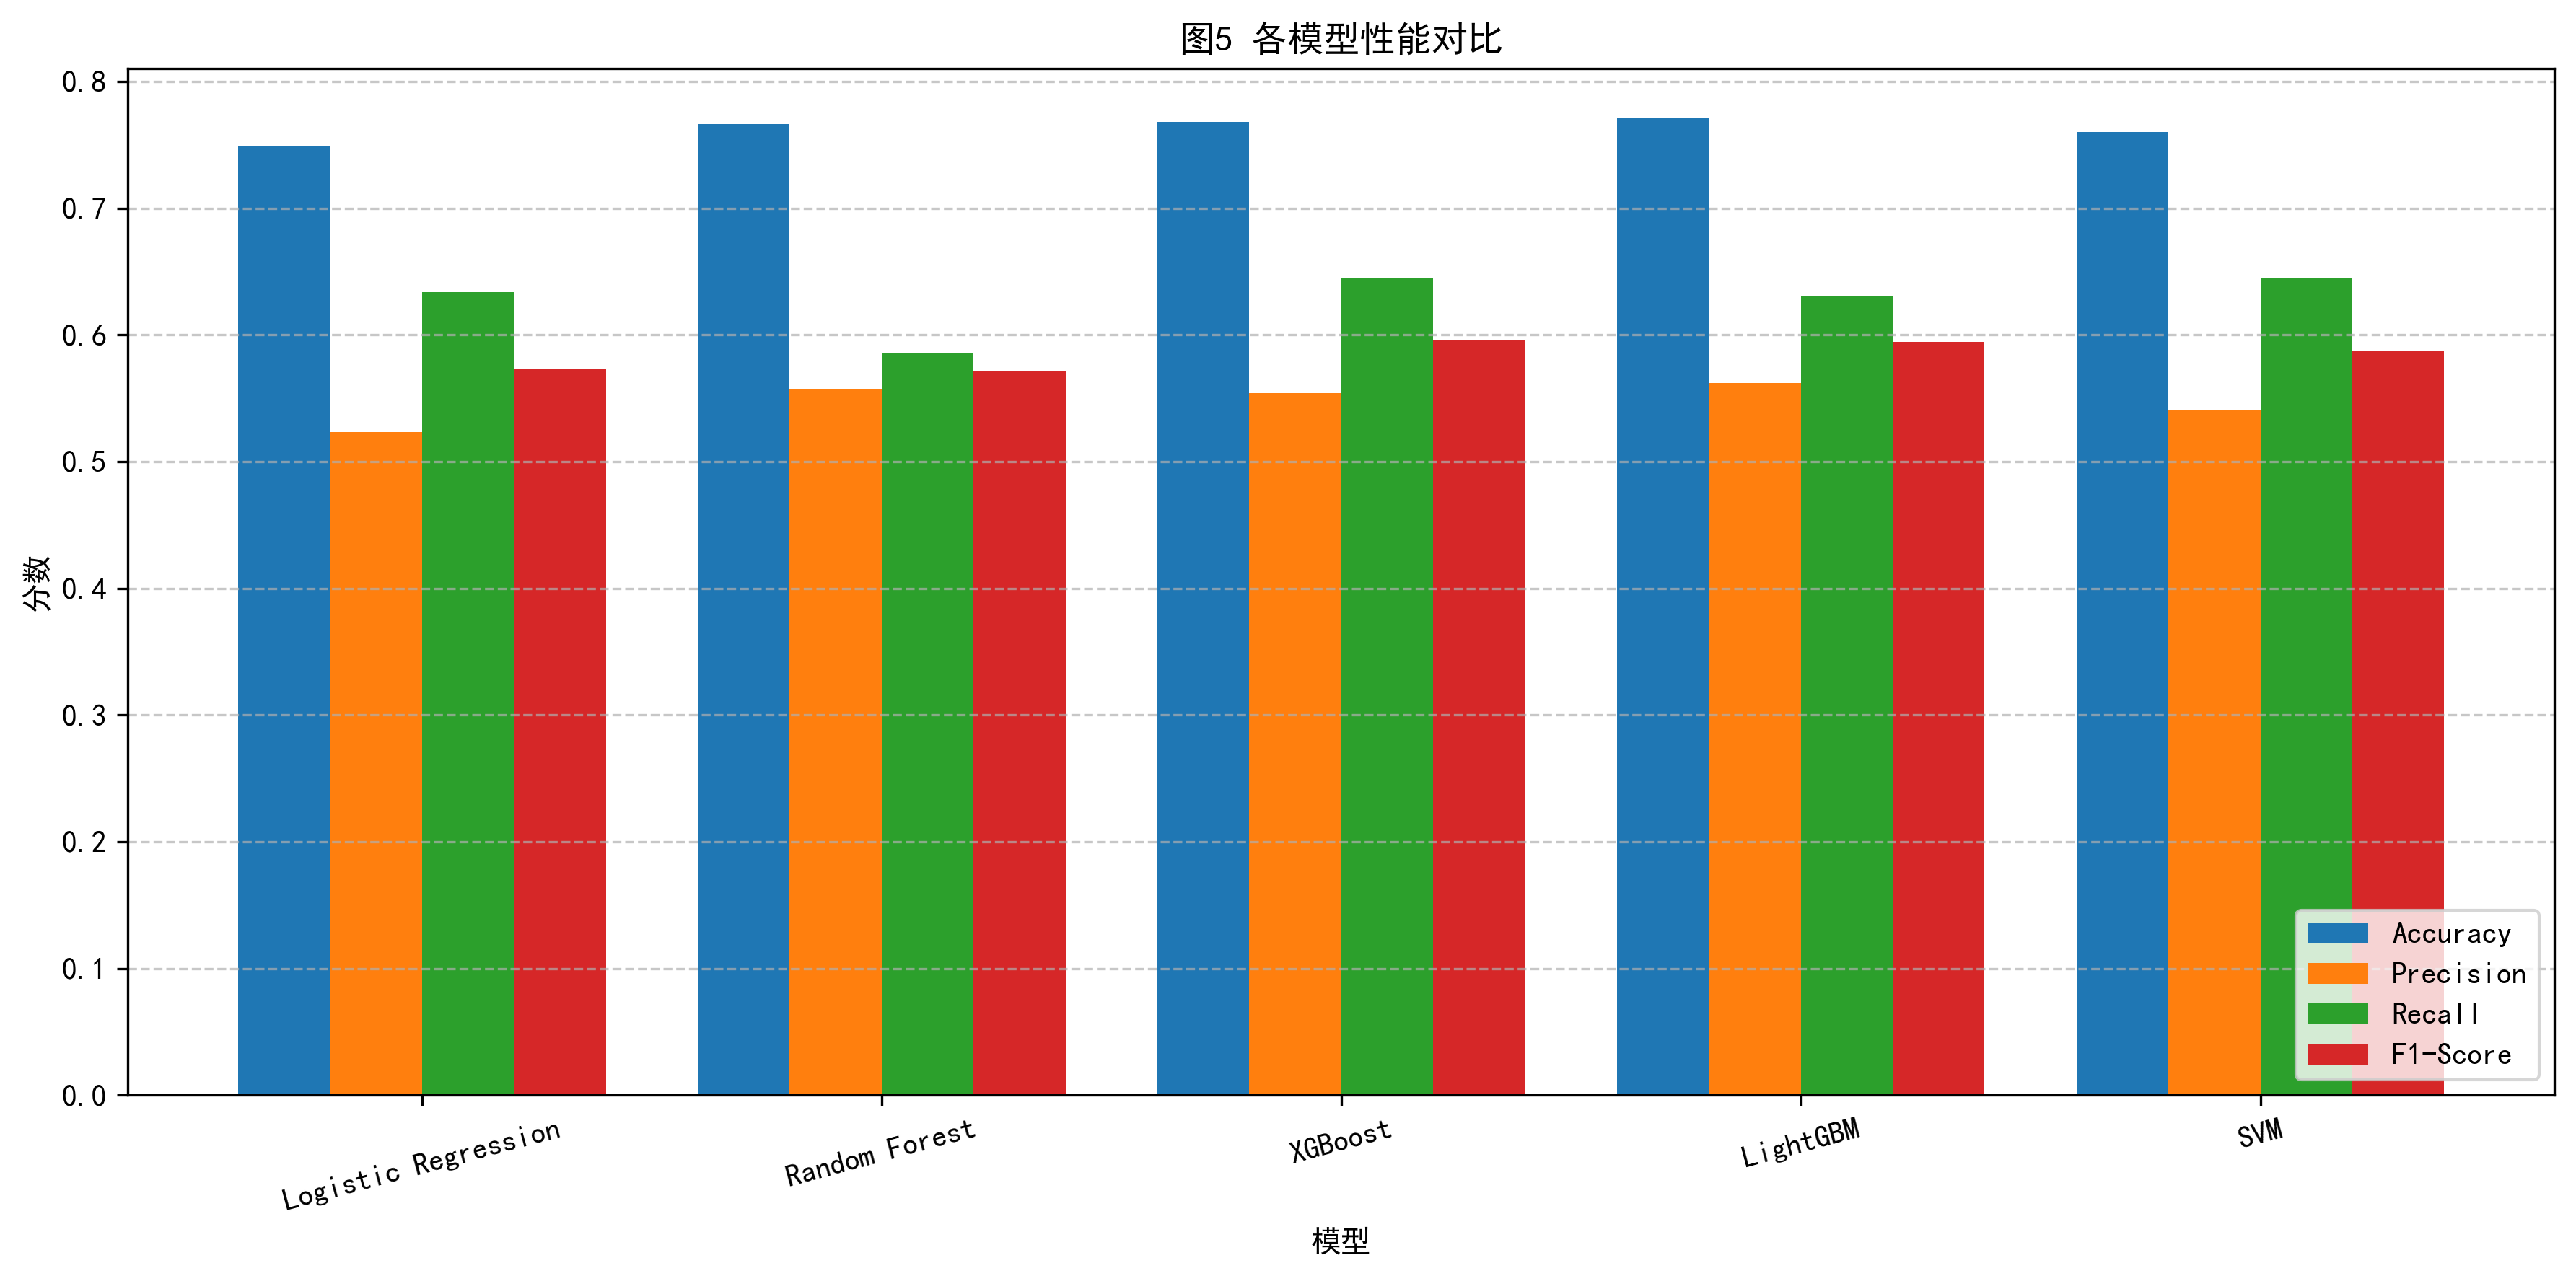 图5 各模型性能对比
分数
0.8
0.7
0.6
0.5
0.4
0.3
0.2
0.1
0.0
Logistic Regression
Random Forest
XGBoost
LightGBM
SVM
模型
Accuracy
Precision
Recall
F1-Score